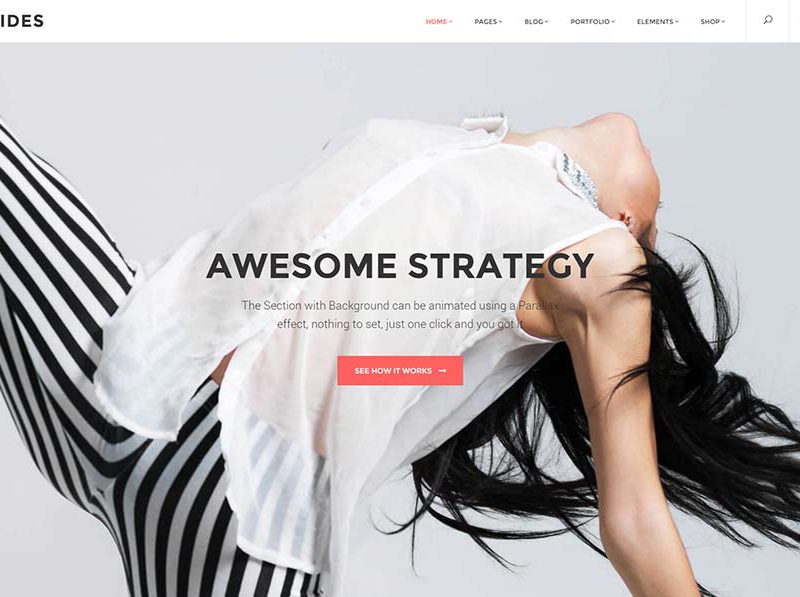 IDES
HOME PAGES BLOG PORTFOLIO ELEMENTS SHOP
AWESOME STRATEGY
The Section with Background can be animated using a Parallax
effect, nothing to set, just one click and you got it
SEE HOW IT WORKS